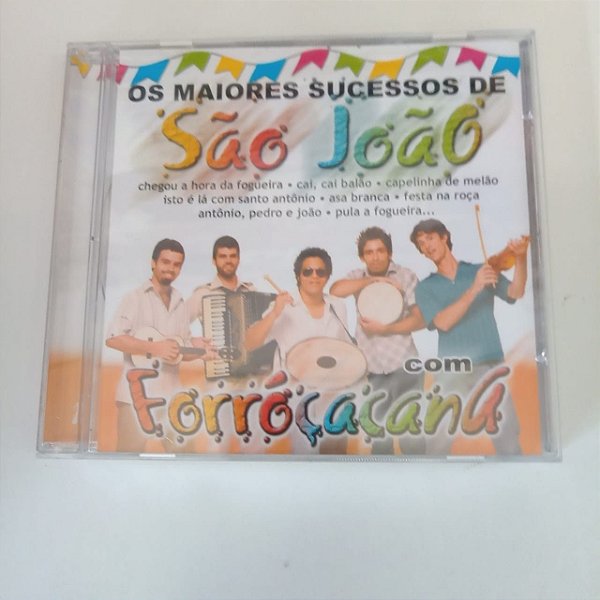 OS MAIORES SUCESSOS DE
São JoãO
chegou a hora da fogueira • cai, cai balão • capelinha de melão
isto é lá com santo antônio • asa branca • festa na roça
antônio, pedro e joão • pula a fogueira...
com
Forróçacana